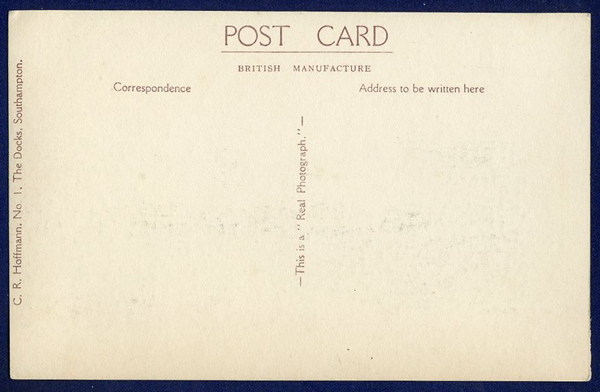 POST CARD
BRITISH MANUFACTURE
Correspondence
Address to be written here
—This is a "Real Photograph."—
C. R. Hoffmann, No 1, The Docks, Southampton.